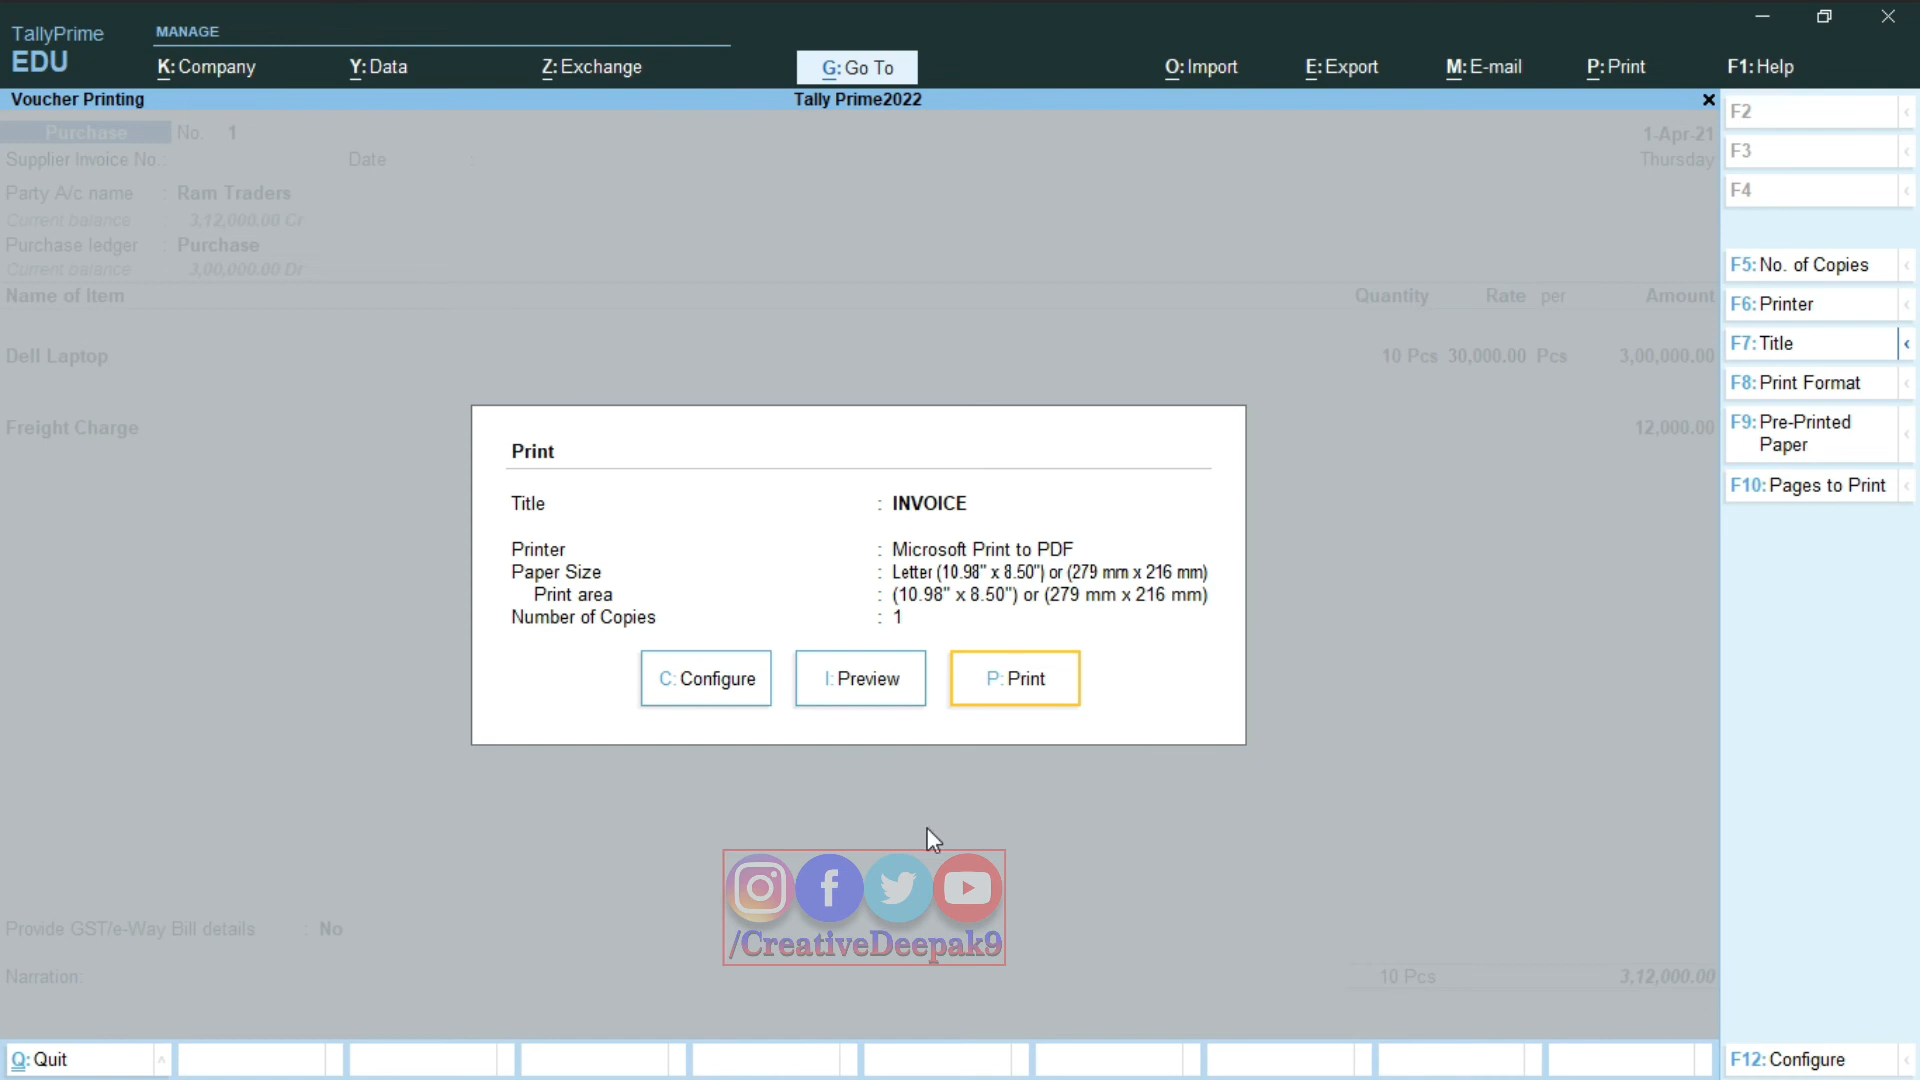 TallyPrime
EDU
MANAGE
K: Company
Y: Data
Z: Exchange
G: Go To
O: Import
E: Export
M: E-mail
P: Print
F1: Help
Voucher Printing
Tally Prime2022
Purchase No. 1
1-Apr-21
Supplier Invoice No.:
Date :
Thursday
Party A/c name : Ram Traders
Current balance 3,12,000.00 Cr
Purchase ledger : Purchase
Current balance 3,00,000.00 Dr
Name of Item Quantity Rate per Amount
Dell Laptop 10 Pcs 30,000.00 Pcs 3,00,000.00
Freight Charge 12,000.00
Print
Title : INVOICE
Printer : Microsoft Print to PDF
Paper Size : Letter (10.98" x 8.50") or (279 mm x 216 mm)
Print area : (10.98" x 8.50") or (279 mm x 216 mm)
Number of Copies : 1
C: Configure
I: Preview
P: Print
/CreativeDeepak9
Provide GST/e-Way Bill details : No
Narration:
10 Pcs 3,12,000.00
F2
F3
F4
F5: No. of Copies
F6: Printer
F7: Title
F8: Print Format
F9: Pre-Printed
Paper
F10: Pages to Print
Q: Quit
F12: Configure